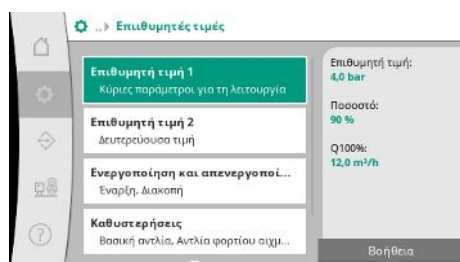 ..▸ Επιθυμητές τιμές
Επιθυμητή τιμή 1
Κύριες παράμετροι για τη λειτουργία
Επιθυμητή τιμή 2
Δευτερεύουσα τιμή
Ενεργοποίηση και απενεργοποί...
Έναρξη, Διακοπή
Καθυστερήσεις
Βασική αντλία, Αντλία φορτίου αιχμ...
Επιθυμητή τιμή:
4,0 bar
Ποσοστό:
90 %
Q100%:
12,0 m³/h
Βοήθεια